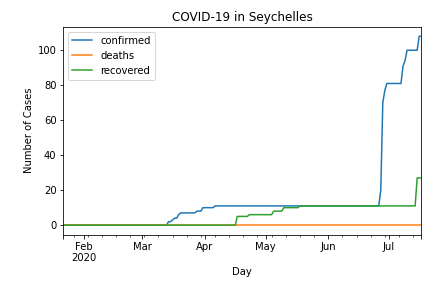 COVID-19 in Seychelles
confirmed
deaths
recovered
Number of Cases
100
80
60
40
20
0
Feb Mar Apr May Jun Jul
2020
Day